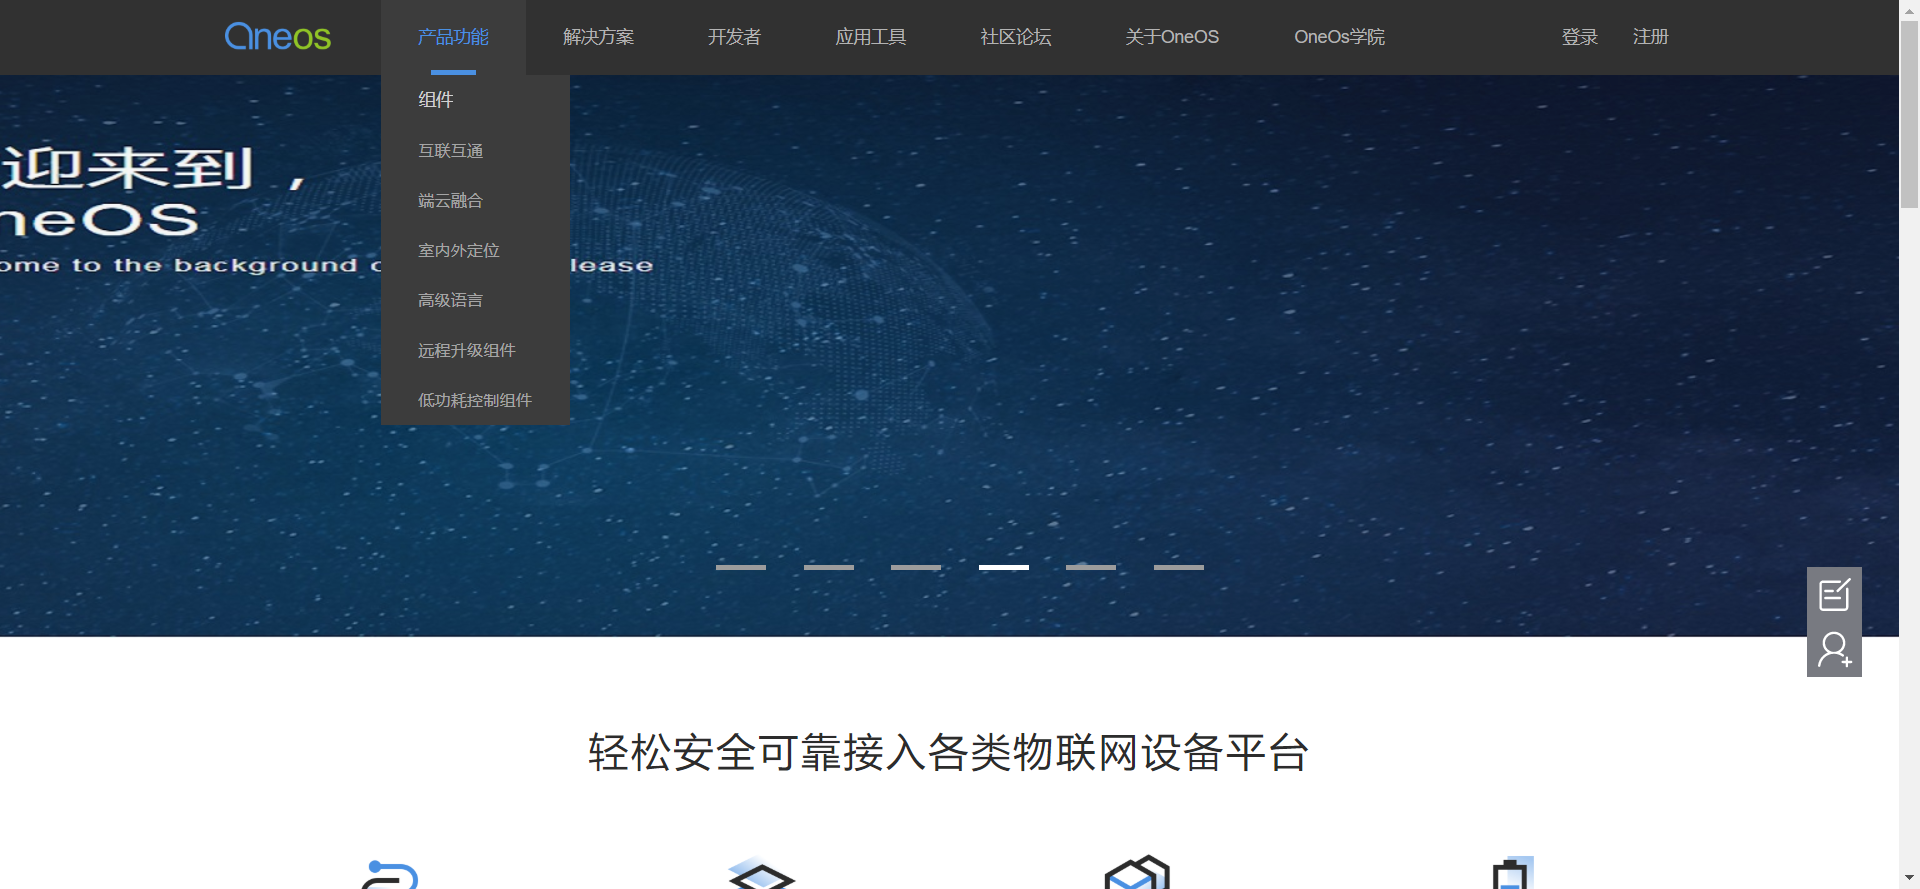 Oneos
产品功能
解决方案
开发者
应用工具
社区论坛
关于OneOS
OneOs学院
登录
注册
组件
互联互通
端云融合
室内外定位
高级语言
远程升级组件
低功耗控制组件
迎来到，
neOS
ome to the background
lease
轻松安全可靠接入各类物联网设备平台